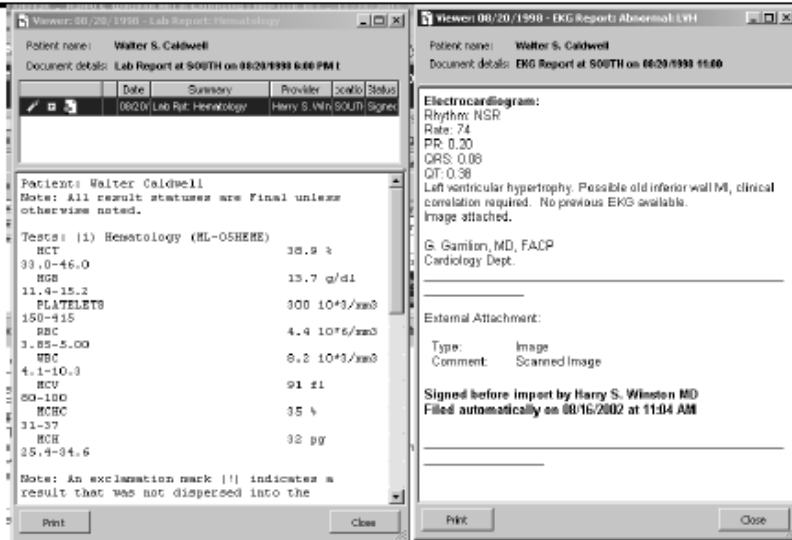 Viewer: 08/20/1998 - Lab Report: Hematology
Patient name: Walter S. Caldwell
Document details: Lab Report at SOUTH on 08/20/1998 6:00 PM
Date Summary Provider Status
08/20/ Lab Rpt: Hematology Harry S. Win SOUTH Signed
Patient: Walter Caldwell
Note: All result statuses are Final unless
otherwise noted.
Tests: (1) Hematology (ML-05HEME)
HCT 38.9 %
33.0-46.0
HGB 13.7 g/dl
11.4-15.2
PLATELETS 300 10*3/mm3
150-415
RBC 4.4 10*6/mm3
3.85-5.00
WBC 8.2 10*3/mm3
4.1-10.3
MCV 91 fl
80-100
MCHC 35 %
31-37
MCH 32 pg
25.4-34.6
Note: An exclamation mark (!) indicates a
result that was not dispersed into the
Print Close
Viewer: 08/20/1998 - EKG Report: Abnormal: LVH
Patient name: Walter S. Caldwell
Document details: EKG Report at SOUTH on 08/20/1998 11:00
Electrocardiogram:
Rhythm: NSR
Rate: 74
PR: 0.20
QRS: 0.08
QT: 0.38
Left ventricular hypertrophy. Possible old inferior wall MI, clinical
correlation required. No previous EKG available.
Image attached.
MD, FACP
Cardiology Dept.
External Attachment:
Type: Image
Comment: Scanned Image
Signed before import by Harry S. Winston MD
Filed automatically on 08/16/2002 at 11:04 AM
Print Close